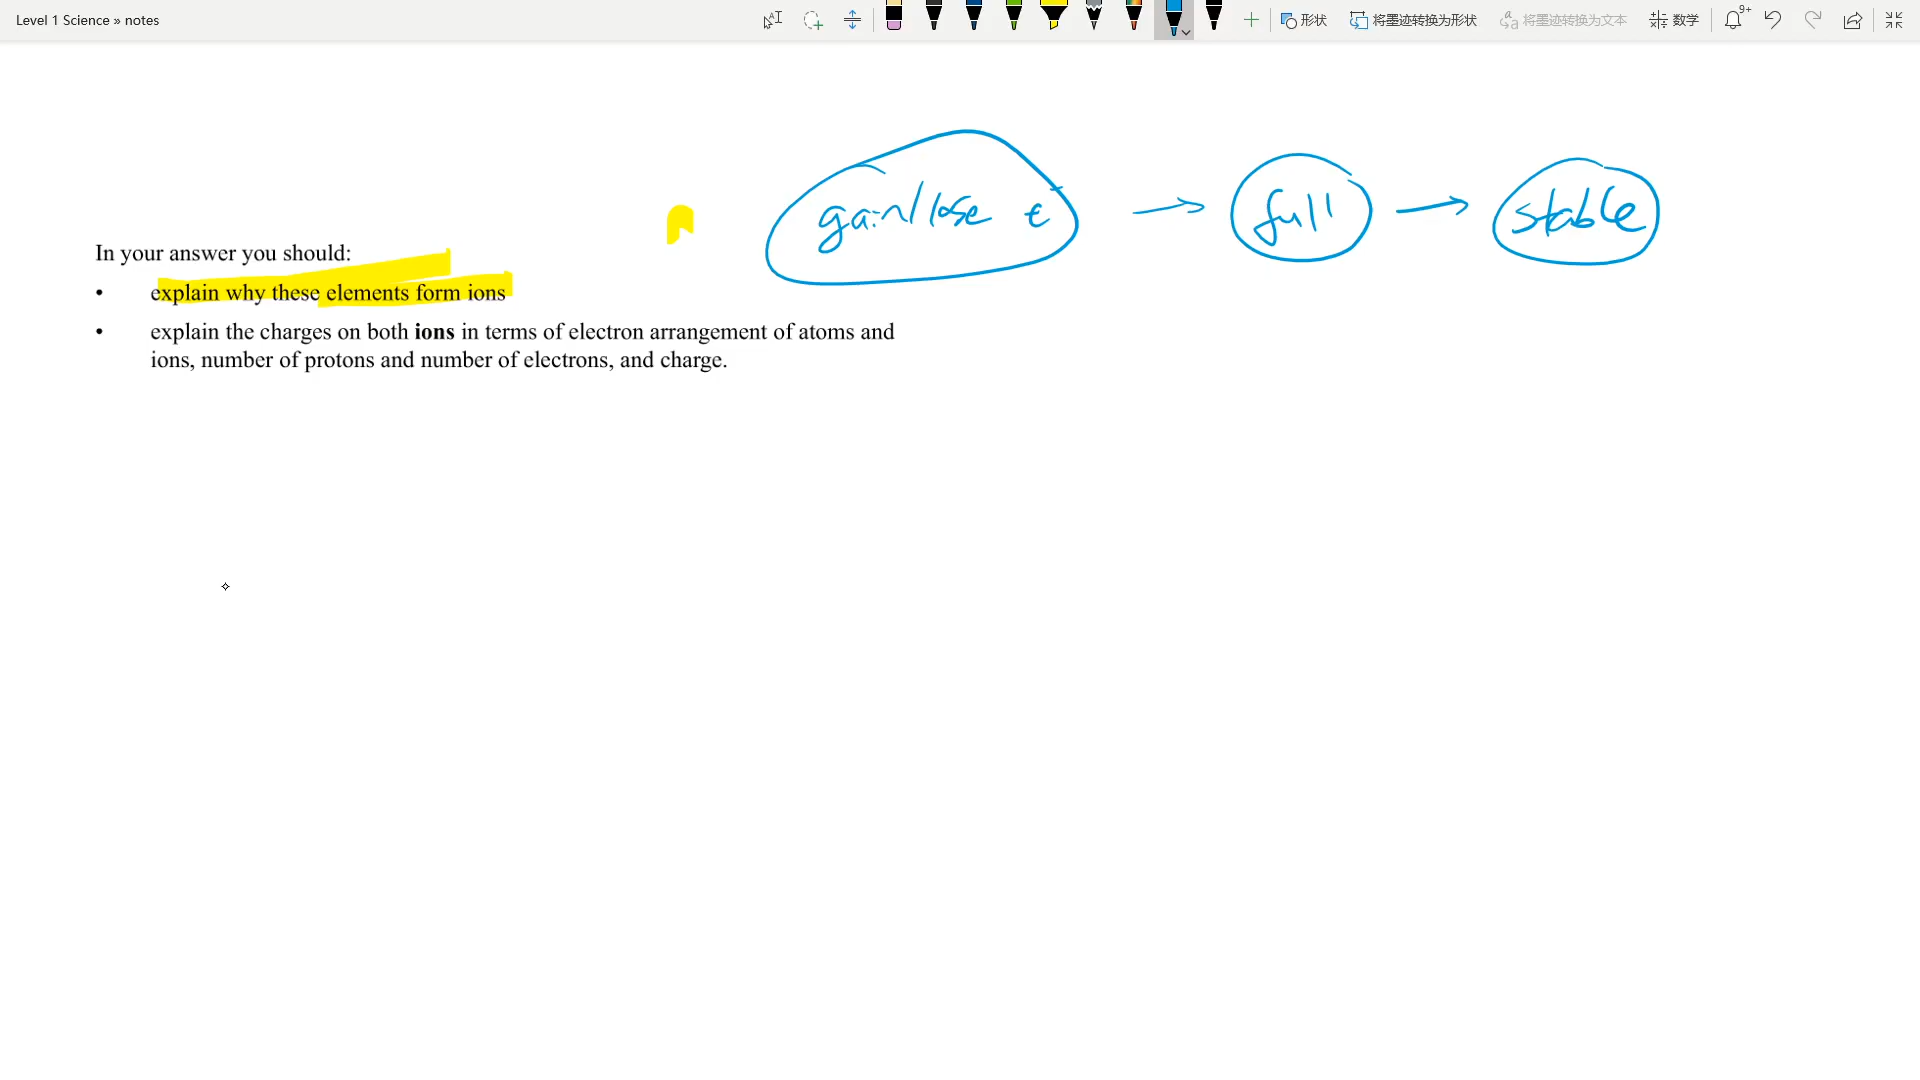 Level 1 Science » notes
形状 将墨迹转换为形状 将墨迹转换为文本 数学 9+
gain/lose e⁻ → full → stable
In your answer you should:
• explain why these elements form ions
• explain the charges on both ions in terms of electron arrangement of atoms and
ions, number of protons and number of electrons, and charge.